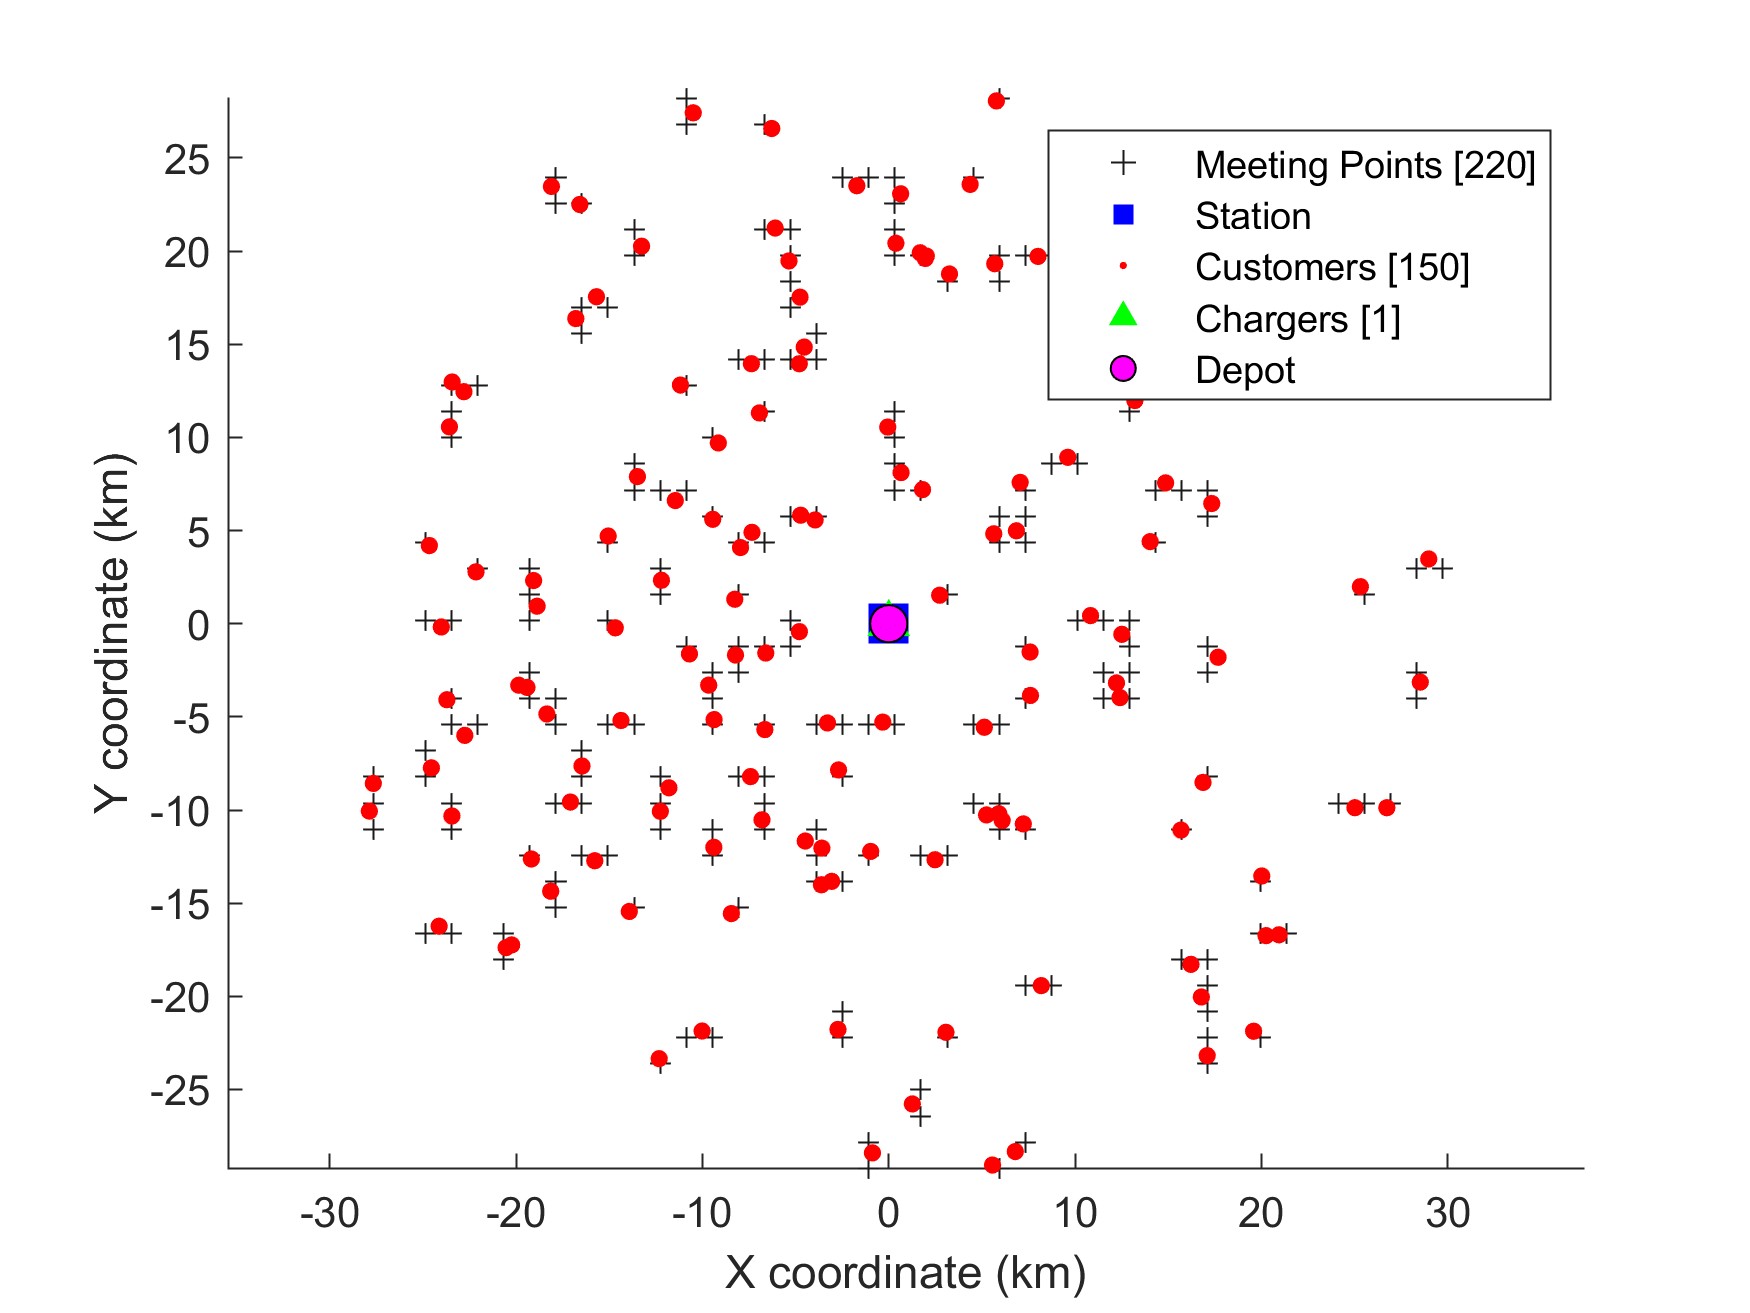 25
20
15
10
5
0
-5
-10
-15
-20
-25
Y coordinate (km)
Meeting Points [220]
Station
Customers [150]
Chargers [1]
Depot
-30 -20 -10 0 10 20 30
X coordinate (km)